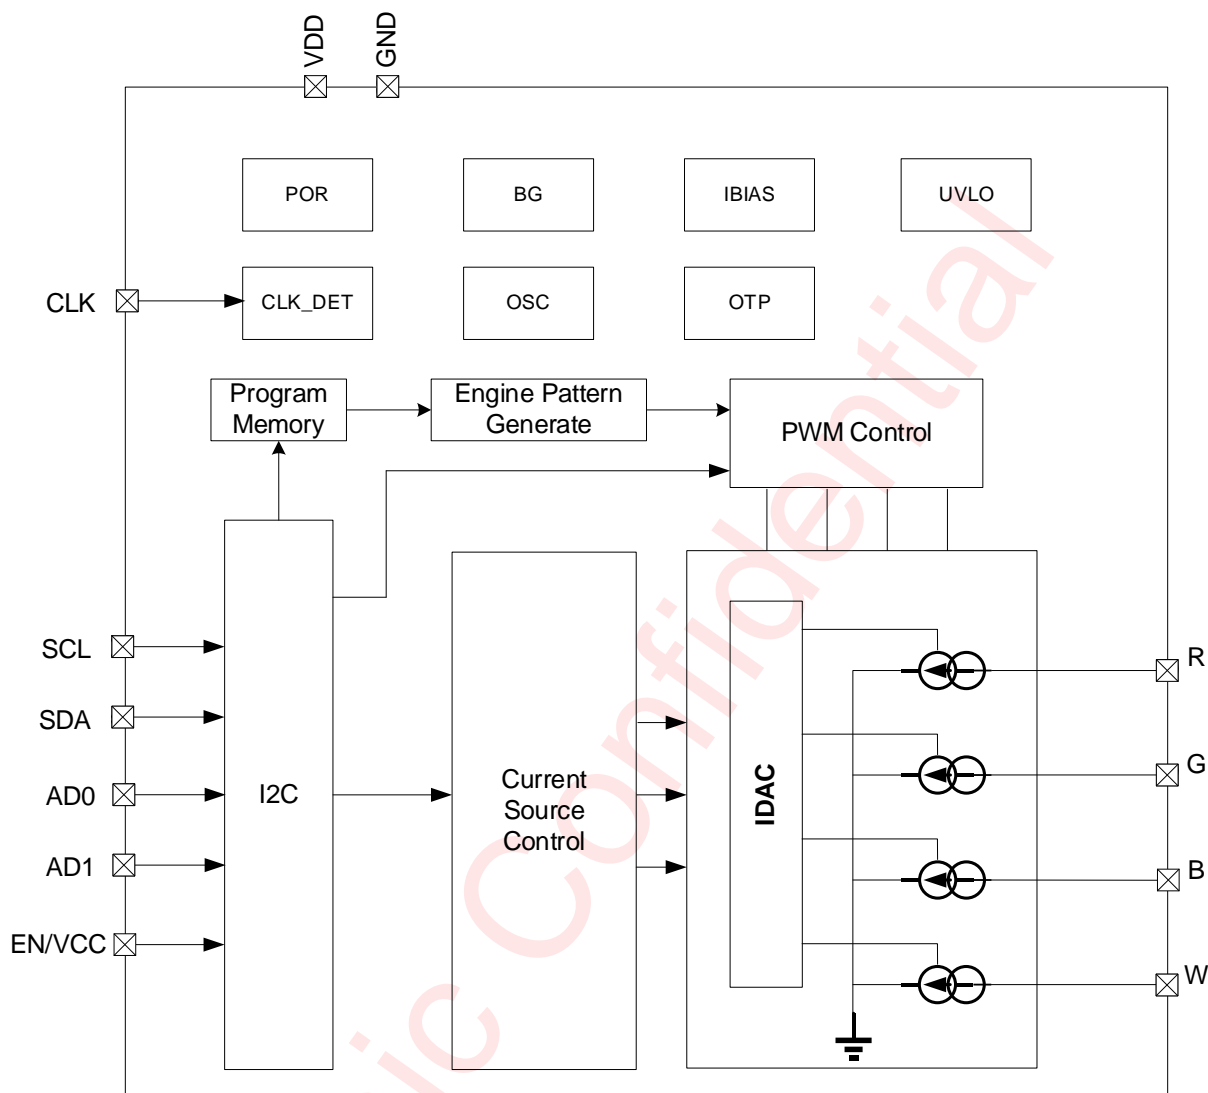 VDD
GND
POR
BG
IBIAS
UVLO
CLK
CLK_DET
OSC
OTP
Program
Memory
Engine Pattern
Generate
PWM Control
SCL
SDA
AD0
AD1
EN/VCC
I2C
Current
Source
Control
IDAC
R
G
B
W
ic Confidential